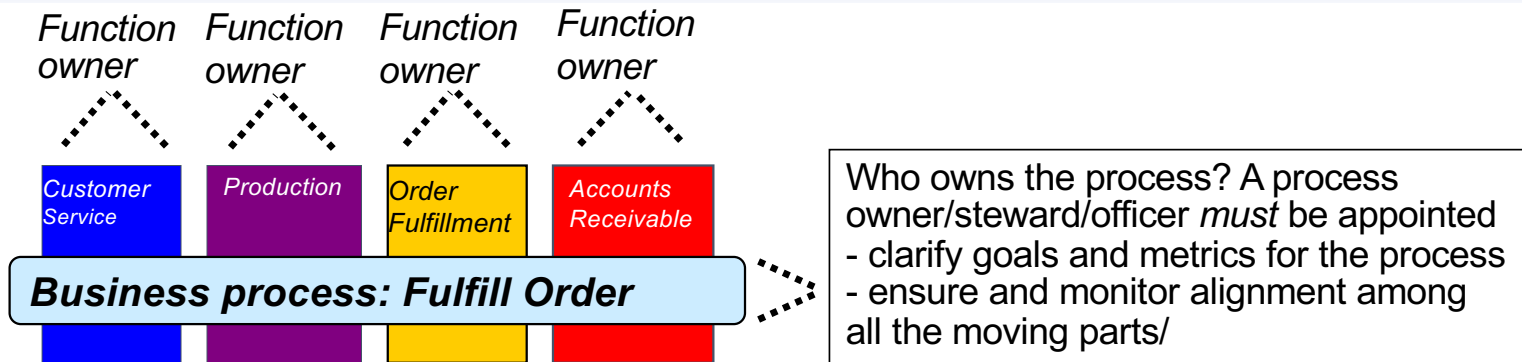 Function
owner
Function
owner
Function
owner
Function
owner
Customer
Service
Production
Order
Fulfillment
Accounts
Receivable
Business process: Fulfill Order
Who owns the process? A process
owner/steward/officer must be appointed
- clarify goals and metrics for the process
- ensure and monitor alignment among
all the moving parts/